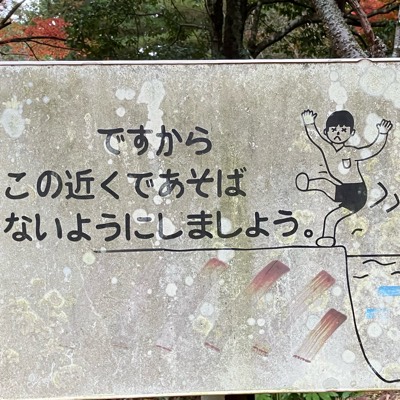 ですから
この近くであそば
ないようにしましょう。